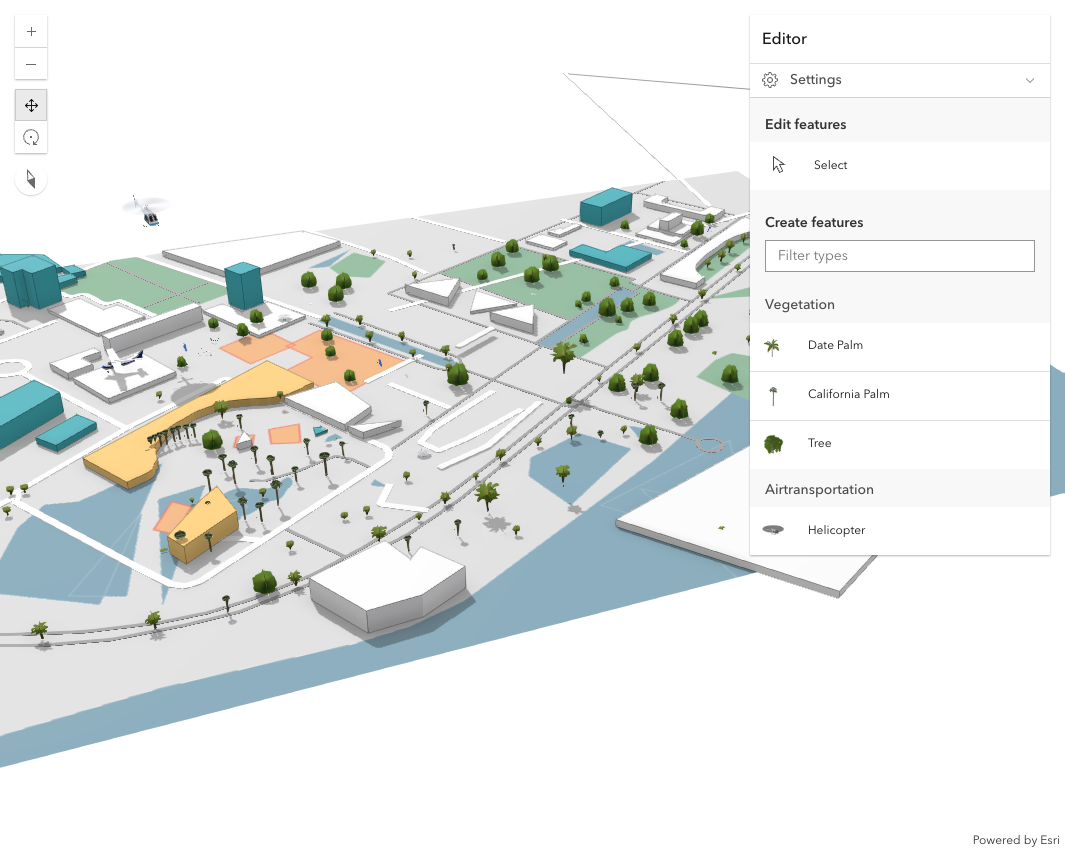 Editor
Settings
Edit features
Select
Create features
Filter types
Vegetation
Date Palm
California Palm
Tree
Airtransportation
Helicopter
Powered by Esri